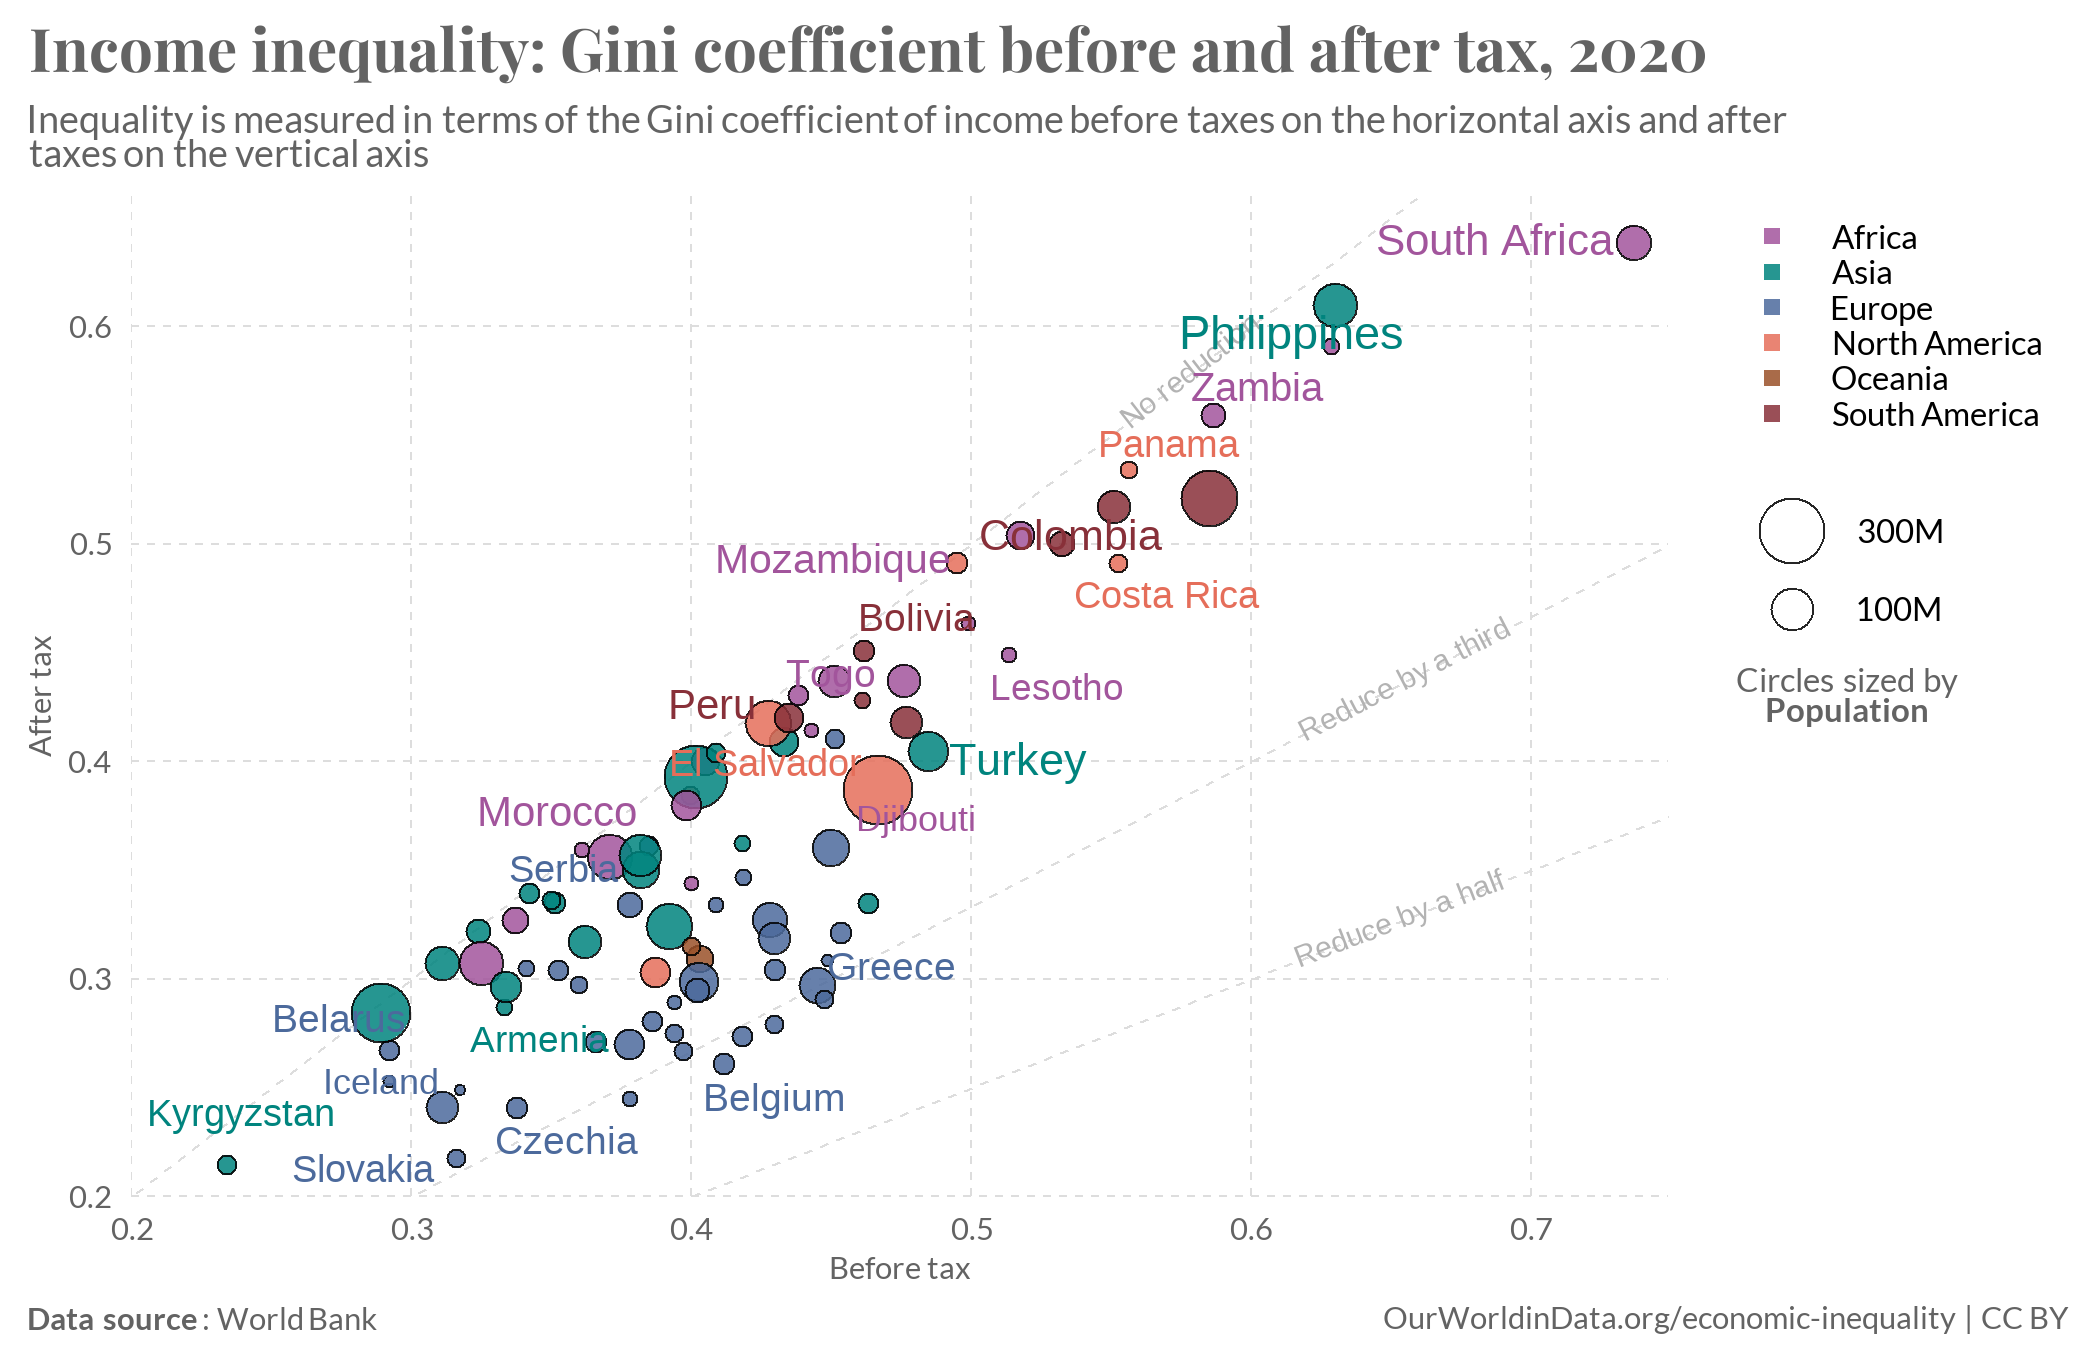 Income inequality: Gini coefficient before and after tax, 2020
Inequality is measured in terms of the Gini coefficient of income before taxes on the horizontal axis and after
taxes on the vertical axis
After tax
0.6
0.5
0.4
0.3
0.2
South Africa
Philippines
No reduction
Zambia
Panama
Colombia
Mozambique
Costa Rica
Bolivia
Reduce by a third
Togo
Lesotho
Peru
El Salvador
Turkey
Morocco
Djibouti
Serbia
Reduce by a half
Greece
Belarus
Armenia
Iceland
Belgium
Kyrgyzstan
Czechia
Slovakia
0.2
0.3
0.4
0.5
0.6
0.7
Before tax
Africa
Asia
Europe
North America
Oceania
South America
300M
100M
Circles sized by
Population
Data source: World Bank
OurWorldinData.org/economic-inequality | CC BY